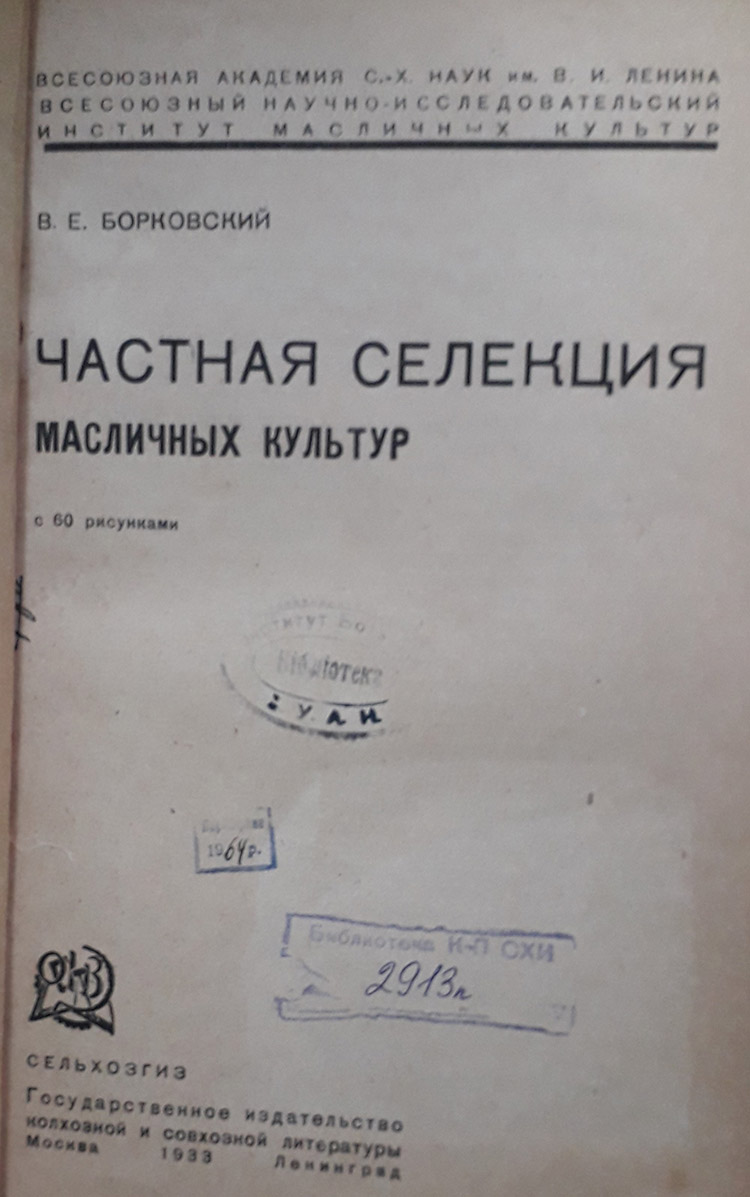 ВСЕСОЮЗНАЯ АКАДЕМИЯ С.-Х. НАУК им. В. И. ЛЕНИНА
ВСЕСОЮЗНЫЙ НАУЧНО-ИССЛЕДОВАТЕЛЬСКИЙ
ИНСТИТУТ МАСЛИЧНЫХ КУЛЬТУР
В. Е. БОРКОВСКИЙ
ЧАСТНАЯ СЕЛЕКЦИЯ
МАСЛИЧНЫХ КУЛЬТУР
с 60 рисунками
Бібліотека
У А Н
1964г.
Библиотека К-П СХИ
2913п
СЕЛЬХОЗГИЗ
Государственное издательство
колхозной и совхозной литературы
Москва 1933 Ленинград